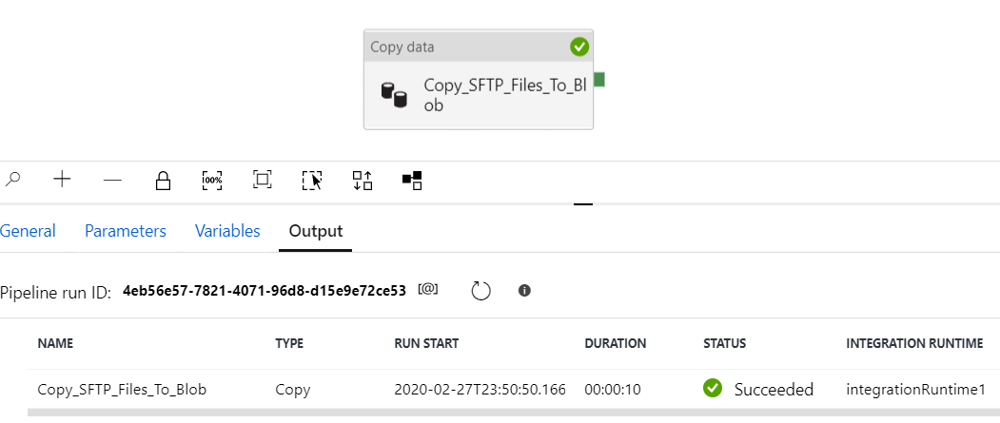 Copy data
Copy_SFTP_Files_To_Bl
ob
100%
General Parameters Variables Output
Pipeline run ID: 4eb56e57-7821-4071-96d8-d15e9e72ce53 [@]
NAME TYPE RUN START DURATION STATUS INTEGRATION RUNTIME
Copy_SFTP_Files_To_Blob Copy 2020-02-27T23:50:50.166 00:00:10 Succeeded integrationRuntime1